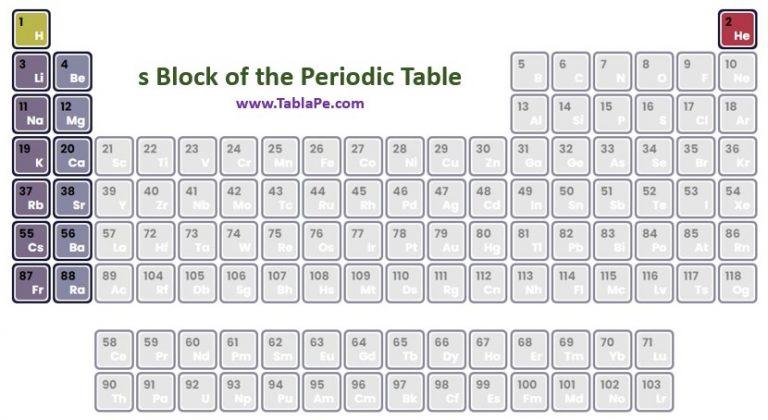 1 2
H He
3 4 5 6 7 8 9 10
Li Be B C N O F Ne
s Block of the Periodic Table
www.TablaPe.com
11 12 13 14 15 16 17 18
Na Mg Al Si P S Cl Ar
19 20 21 22 23 24 25 26 27 28 29 30 31 32 33 34 35 36
K Ca Sc Ti V Cr Mn Fe Co Ni Cu Zn Ga Ge As Se Br Kr
37 38 39 40 41 42 43 44 45 46 47 48 49 50 51 52 53 54
Rb Sr Y Zr Nb Mo Tc Ru Rh Pd Ag Cd In Sn Sb Te I Xe
55 56 57 72 73 74 75 76 77 78 79 80 81 82 83 84 85 86
Cs Ba La Hf Ta W Re Os Ir Pt Au Hg Tl Pb Bi Po At Rn
87 88 89 104 105 106 107 108 109 110 111 112 113 114 115 116 117 118
Fr Ra Ac Rf Db Sg Bh Hs Mt Ds Rg Cn Nh Fl Mc Lv Ts Og
58 59 60 61 62 63 64 65 66 67 68 69 70 71
Ce Pr Nd Pm Sm Eu Gd Tb Dy Ho Er Tm Yb Lu
90 91 92 93 94 95 96 97 98 99 100 101 102 103
Th Pa U Np Pu Am Cm Bk Cf Es Fm Md No Lr